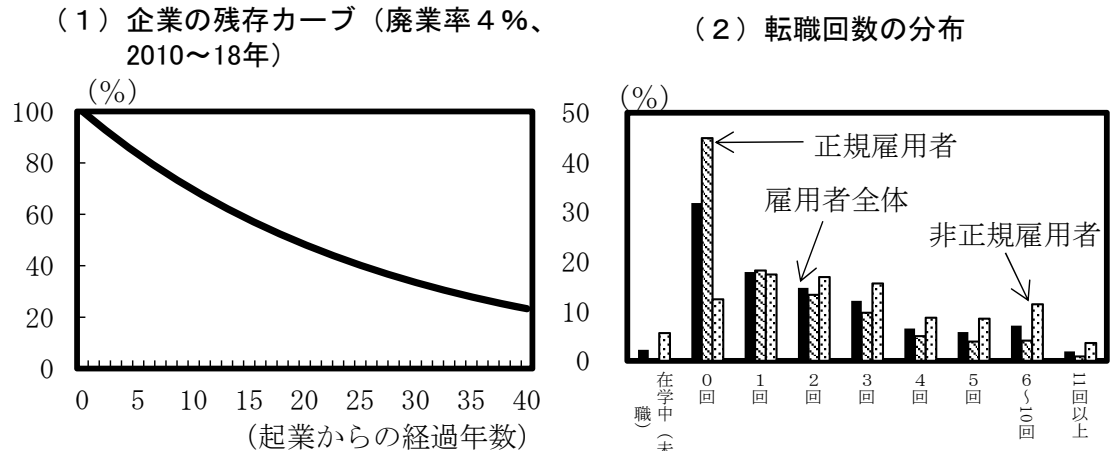 （１）企業の残存カーブ（廃業率４％、
2010～18年）
（%）
100
80
60
40
20
0
0 5 10 15 20 25 30 35 40
（起業からの経過年数）
（２）転職回数の分布
（%）
50
40
30
20
10
0
正規雇用者
雇用者全体
非正規雇用者
在学中（未
職）
０回
１回
２回
３回
４回
５回
６～10回
11回以上